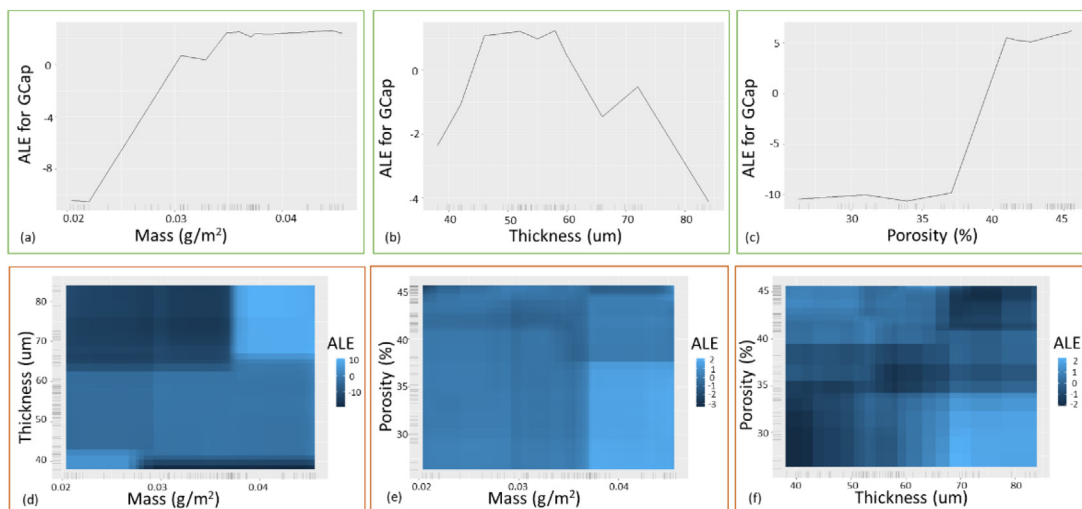 ALE for GCap
0
-4
-8
0.02
0.03
0.04
(a)
Mass (g/m²)
ALE for GCap
0
-2
-4
40
50
60
70
80
(b)
Thickness (um)
ALE for GCap
5
0
-5
-10
30
35
40
45
(c)
Porosity (%)
Thickness (um)
80
70
60
50
40
0.02
0.03
0.04
(d)
Mass (g/m²)
ALE
10
0
-10
Porosity (%)
45
40
35
30
0.02
0.03
0.04
(e)
Mass (g/m²)
ALE
2
1
0
-1
-2
-3
Porosity (%)
45
40
35
30
40
50
60
70
80
(f)
Thickness (um)
ALE
2
1
0
-1
-2